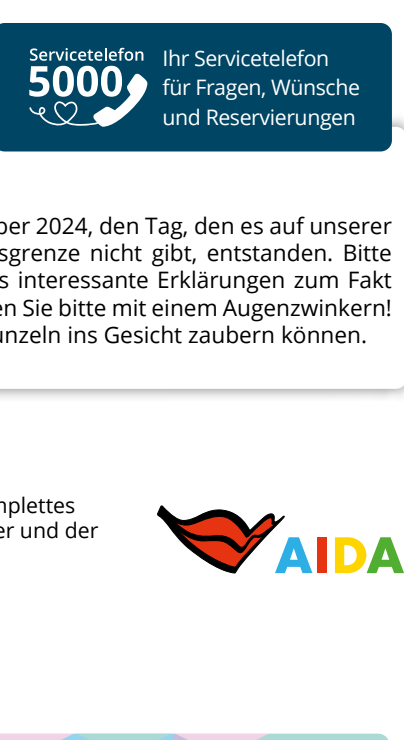 Servicetelefon
5000
Ihr Servicetelefon
für Fragen, Wünsche
und Reservierungen
ber 2024, den Tag, den es auf unserer
sgrenze nicht gibt, entstanden. Bitte
s interessante Erklärungen zum Fakt
en Sie bitte mit einem Augenzwinkern!
unzeln ins Gesicht zaubern können.
nplettes
er und der
AIDA